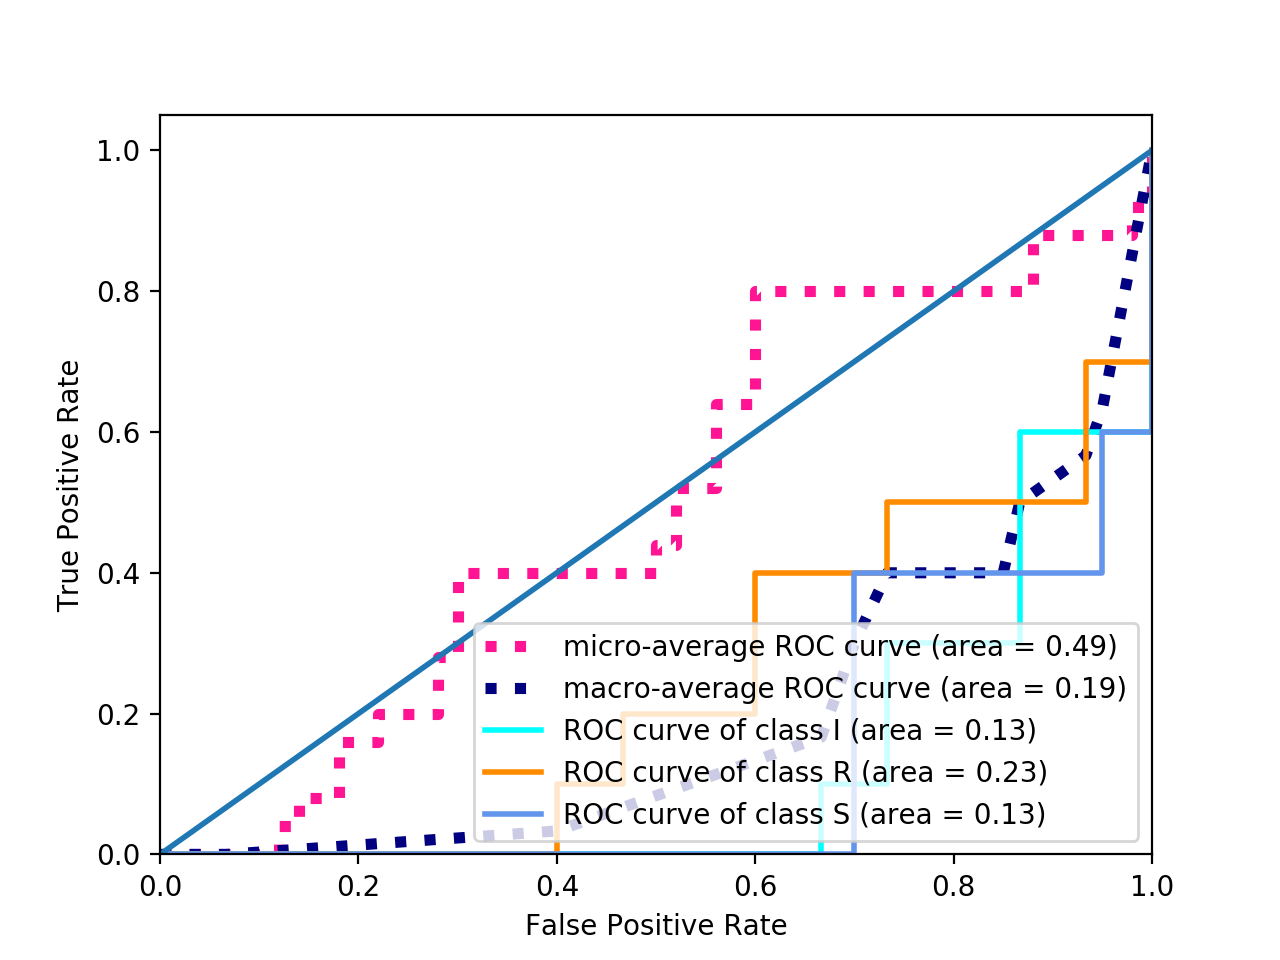 1.0
0.8
0.6
0.4
0.2
0.0
True Positive Rate
micro-average ROC curve (area = 0.49)
macro-average ROC curve (area = 0.19)
ROC curve of class I (area = 0.13)
ROC curve of class R (area = 0.23)
ROC curve of class S (area = 0.13)
0.0 0.2 0.4 0.6 0.8 1.0
False Positive Rate